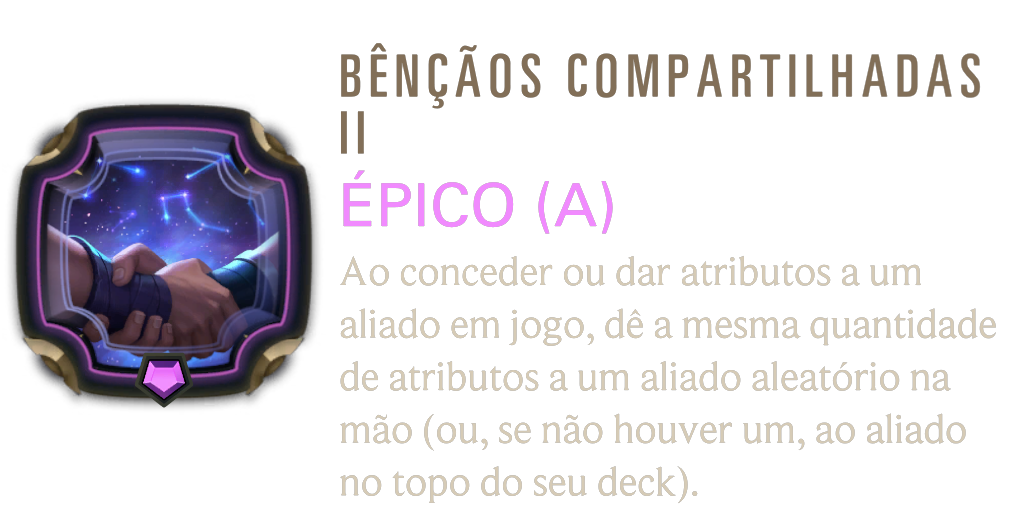 BÊNÇÃOS COMPARTILHADAS
II
ÉPICO (A)
Ao conceder ou dar atributos a um
aliado em jogo, dê a mesma quantidade
de atributos a um aliado aleatório na
mão (ou, se não houver um, ao aliado
no topo do seu deck).